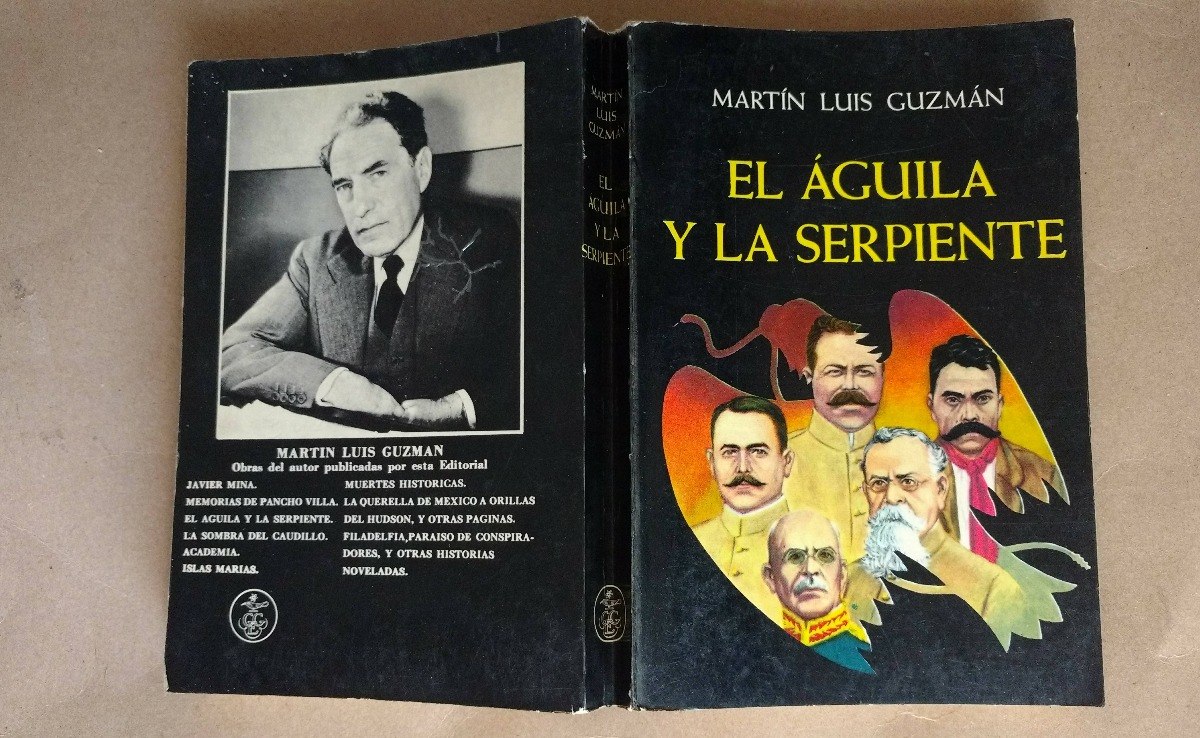 MARTIN LUIS GUZMAN
Obras del autor publicadas por esta Editorial
JAVIER MINA.
MEMORIAS DE PANCHO VILLA.
EL AGUILA Y LA SERPIENTE.
LA SOMBRA DEL CAUDILLO.
ACADEMIA.
ISLAS MARIAS.
MUERTES HISTORICAS.
LA QUERELLA DE MEXICO A ORILLAS
DEL HUDSON, Y OTRAS PAGINAS.
FILADELFIA, PARAISO DE CONSPIRA-
DORES, Y OTRAS HISTORIAS
NOVELADAS.
MARTÍN
LUIS
GUZMÁN
EL
AGUILA
Y LA
SERPIENTE
MARTÍN LUIS GUZMÁN
EL ÁGUILA
Y LA SERPIENTE